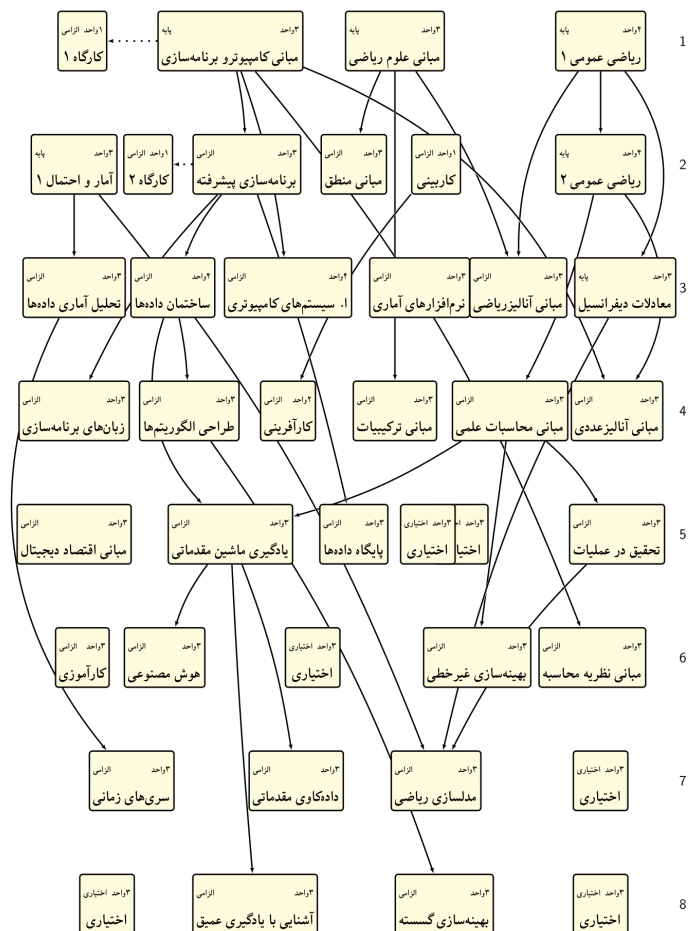 ۴واحد پایه
ریاضی عمومی ۱
۳واحد پایه
مبانی علوم ریاضی
۳واحد پایه
مبانی کامپیوترو برنامه‌سازی
۱واحد الزامی
کارگاه ۱
1
۴واحد پایه
ریاضی عمومی ۲
۱واحد الزامی
کاربینی
۳واحد الزامی
مبانی منطق
۳واحد الزامی
برنامه‌سازی پیشرفته
۱واحد الزامی
کارگاه ۲
۳واحد پایه
آمار و احتمال ۱
2
۳واحد پایه
معادلات دیفرانسیل
۳واحد الزامی
مبانی آنالیزریاضی
۳واحد الزامی
نرم‌افزارهای آماری
۴واحد الزامی
ا. سیستم‌های کامپیوتری
۴واحد الزامی
ساختمان داده‌ها
۳واحد الزامی
تحلیل آماری داده‌ها
3
۳واحد الزامی
مبانی آنالیزعددی
۳واحد الزامی
مبانی محاسبات علمی
۳واحد الزامی
مبانی ترکیبیات
۲واحد الزامی
کارآفرینی
۳واحد الزامی
طراحی الگوریتم‌ها
۳واحد الزامی
زبان‌های برنامه‌سازی
4
۳واحد الزامی
تحقیق در عملیات
۳واحد ا
اختیا
۳واحد اختیاری
اختیاری
۳واحد الزامی
پایگاه داده‌ها
۳واحد الزامی
یادگیری ماشین مقدماتی
۳واحد الزامی
مبانی اقتصاد دیجیتال
5
۳واحد الزامی
مبانی نظریه محاسبه
۳واحد الزامی
بهینه‌سازی غیرخطی
۳واحد اختیاری
اختیاری
۳واحد الزامی
هوش مصنوعی
۳واحد الزامی
کارآموزی
6
۳واحد اختیاری
اختیاری
۳واحد الزامی
مدلسازی ریاضی
۳واحد الزامی
داده‌کاوی مقدماتی
۳واحد الزامی
سری‌های زمانی
7
۳واحد اختیاری
اختیاری
۳واحد الزامی
بهینه‌سازی گسسته
۳واحد الزامی
آشنایی با یادگیری عمیق
۳واحد اختیاری
اختیاری
8